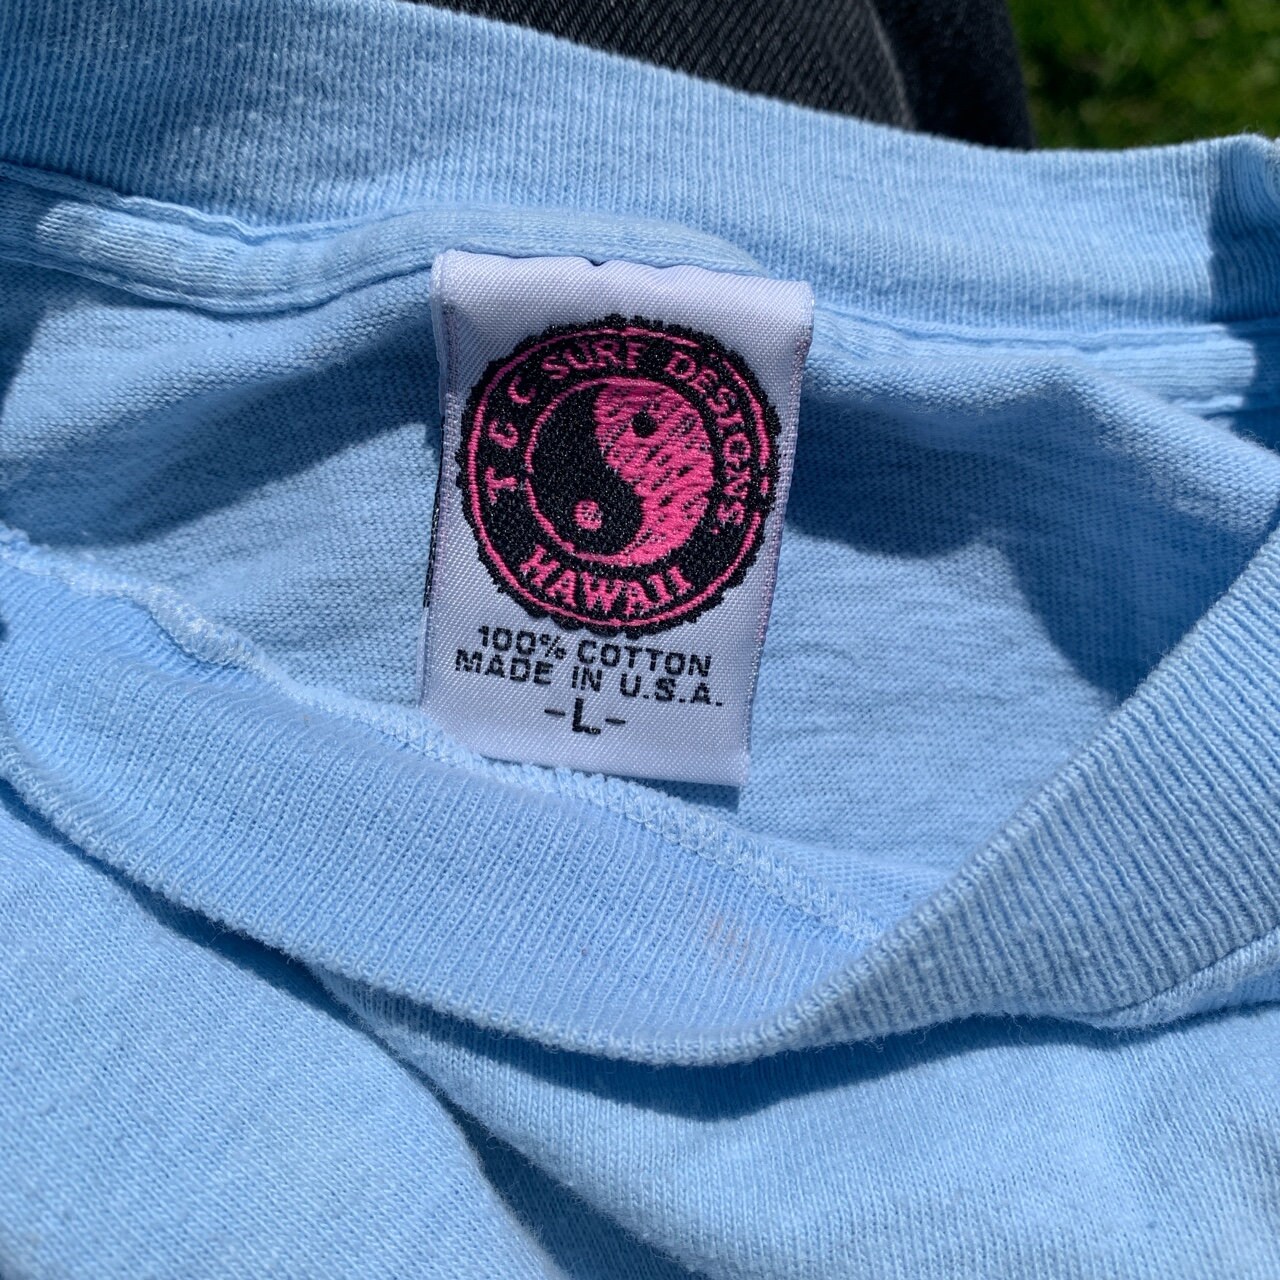 T&C SURF DESIGNS
HAWAII
100% COTTON
MADE IN U.S.A.
-L-